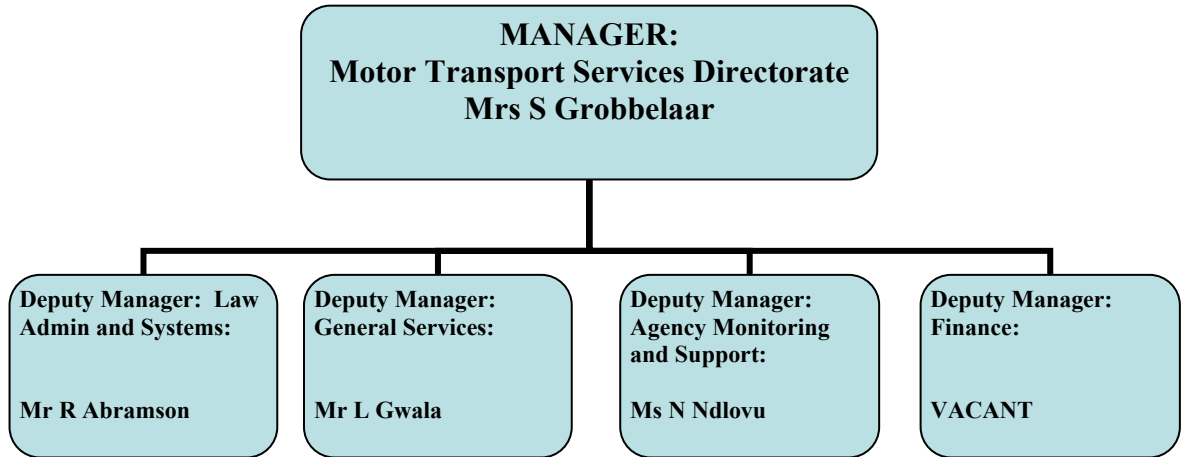 MANAGER:
Motor Transport Services Directorate
Mrs S Grobbelaar
Deputy Manager: Law
Admin and Systems:
Mr R Abramson
Deputy Manager:
General Services:
Mr L Gwala
Deputy Manager:
Agency Monitoring
and Support:
Ms N Ndlovu
Deputy Manager:
Finance:
VACANT